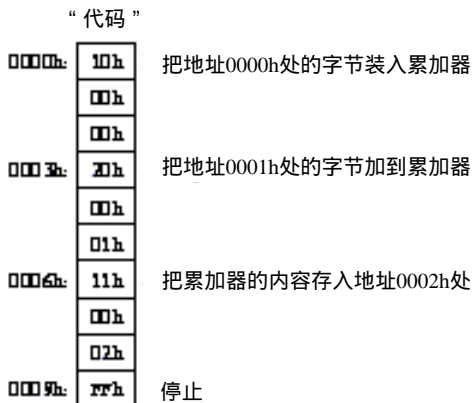 “代码”
0000h: 10h 把地址0000h处的字节装入累加器
00h
00h
0003h: 20h 把地址0001h处的字节加到累加器
00h
01h
0006h: 11h 把累加器的内容存入地址0002h处
00h
02h
0009h: FFh 停止